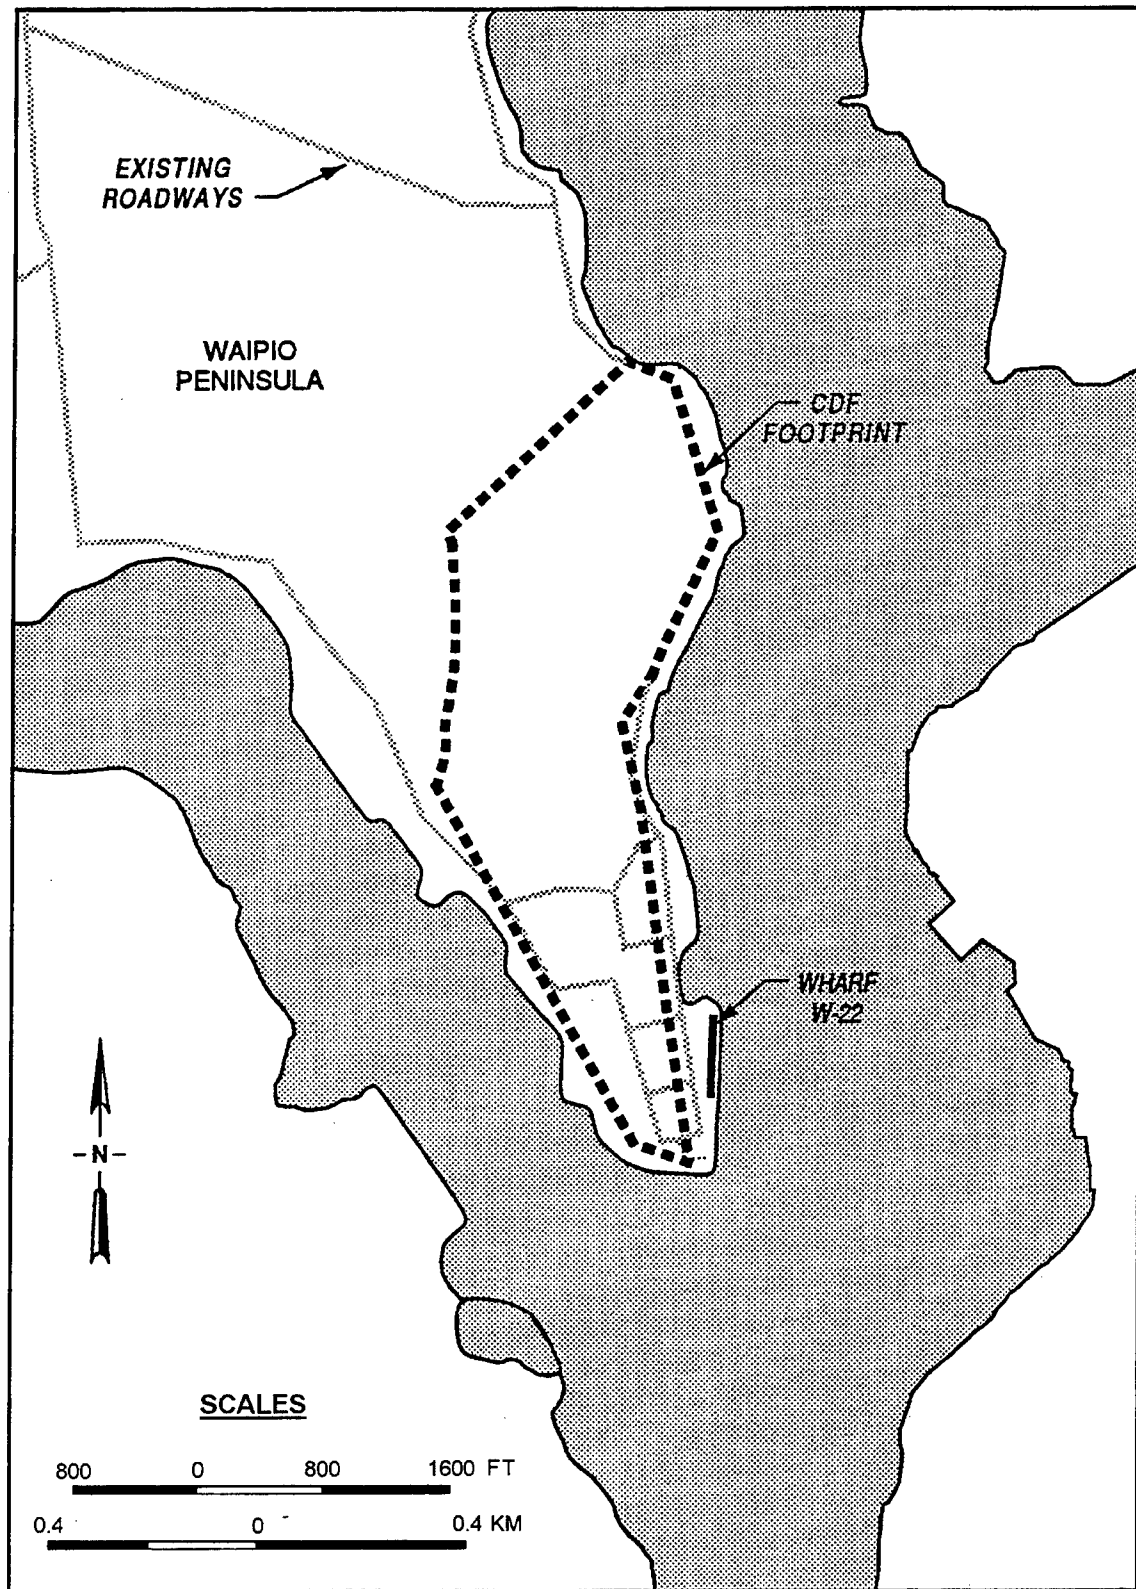 EXISTING
ROADWAYS
WAIPIO
PENINSULA
CDF
FOOTPRINT
WHARF
W-22
-N-
SCALES
800 0 800 1600 FT
0.4 0 0.4 KM